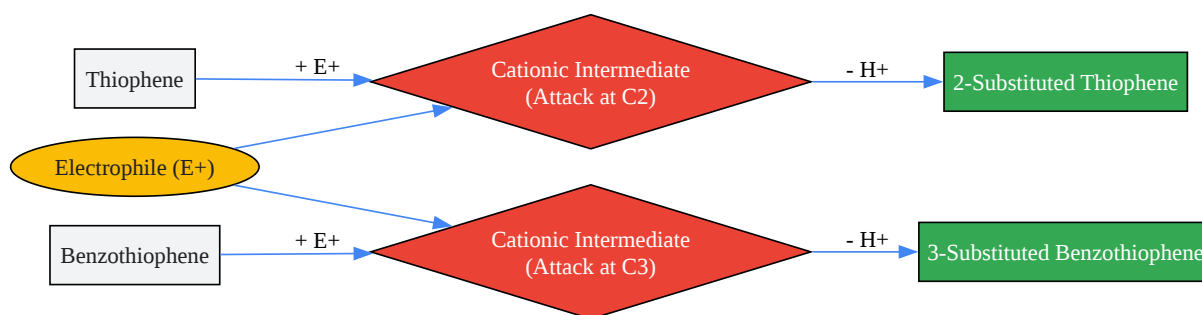 Thiophene
+ E+
Cationic Intermediate
(Attack at C2)
- H+
2-Substituted Thiophene
Electrophile (E+)
Benzothiophene
+ E+
Cationic Intermediate
(Attack at C3)
- H+
3-Substituted Benzothiophene